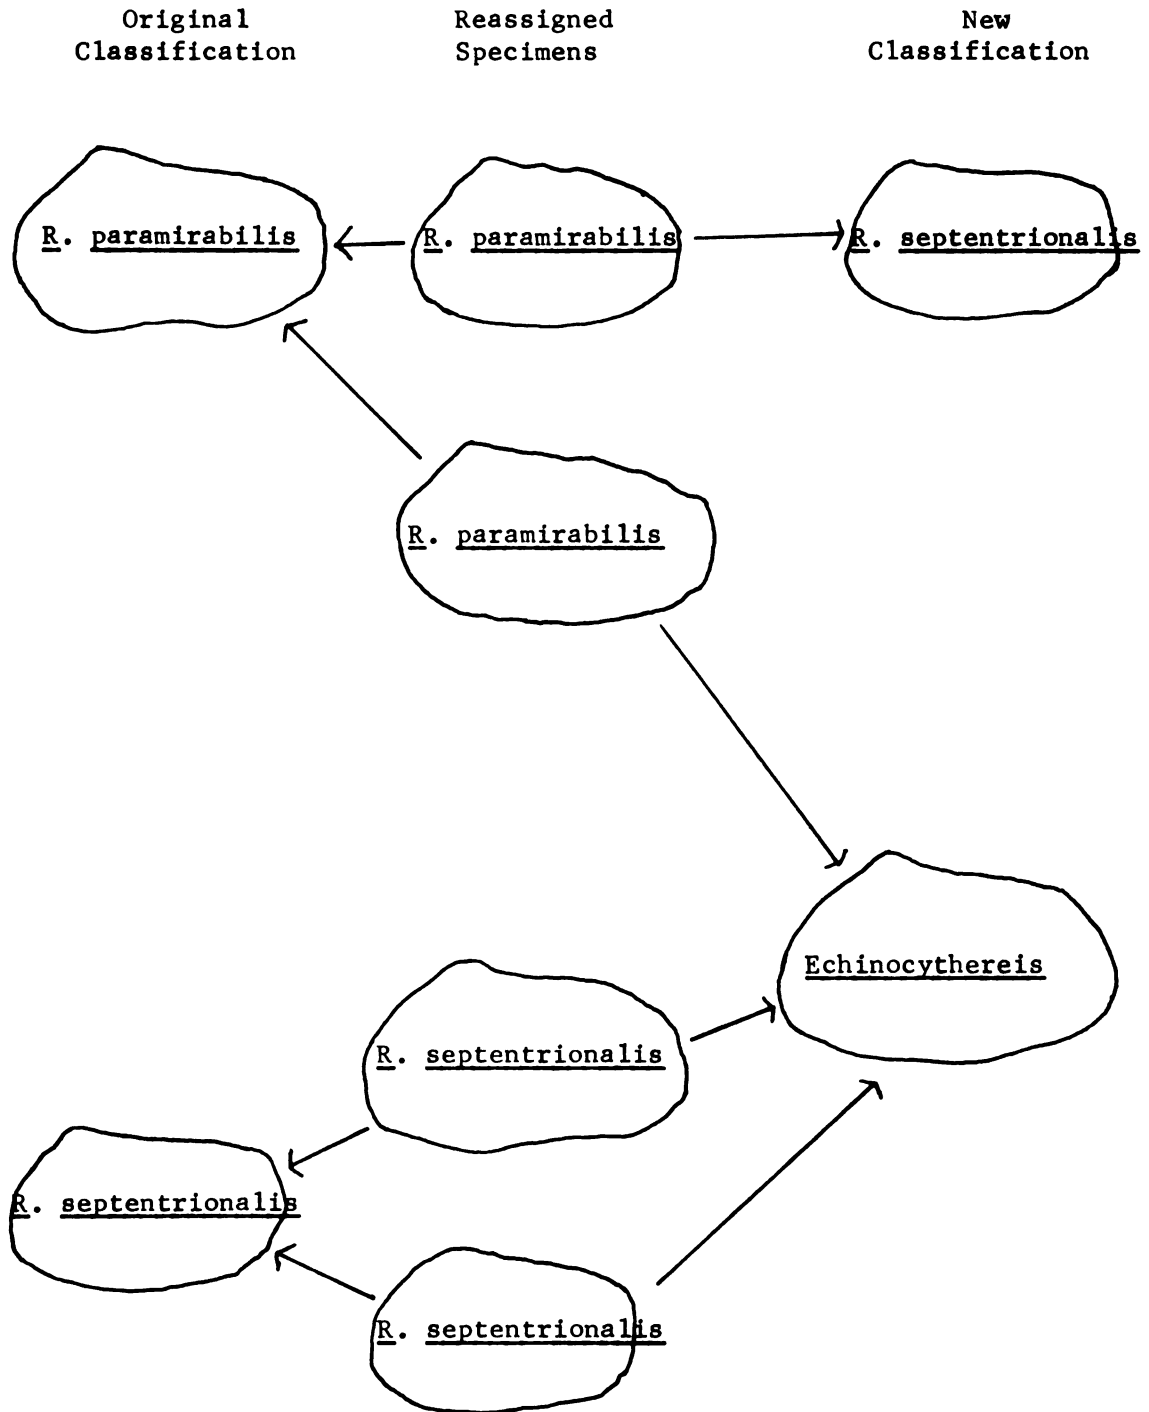 Original Classification
Reassigned Specimens
New Classification
R. paramirabilis
R. paramirabilis
R. septentrionalis
R. paramirabilis
Echinocythereis
R. septentrionalis
R. septentrionalis
R. septentrionalis